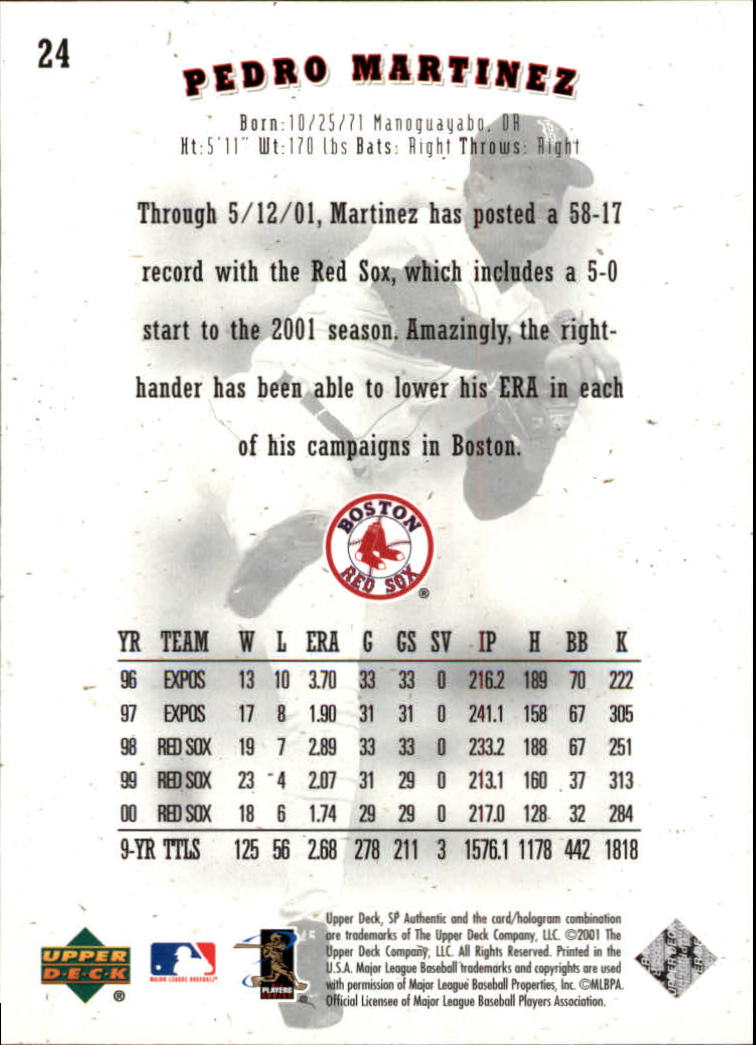 24
PEDRO MARTINEZ
Born:10/25/71 Manoguayabo, DR
Ht:5'11" Wt:170 lbs Bats: Right Throws: Right
Through 5/12/01, Martinez has posted a 58-17
record with the Red Sox, which includes a 5-0
start to the 2001 season. Amazingly, the right-
hander has been able to lower his ERA in each
of his campaigns in Boston.
BOSTON
RED SOX
®
YR TEAM W L ERA G GS SV IP H BB K
96 EXPOS 13 10 3.70 33 33 0 216.2 189 70 222
97 EXPOS 17 8 1.90 31 31 0 241.1 158 67 305
98 RED SOX 19 7 2.89 33 33 0 233.2 188 67 251
99 RED SOX 23 4 2.07 31 29 0 213.1 160 37 313
00 RED SOX 18 6 1.74 29 29 0 217.0 128 32 284
9-YR TTLS 125 56 2.68 278 211 3 1576.1 1178 442 1818
Upper Deck, SP Authentic and the card/hologram combination
are trademarks of The Upper Deck Company, LLC. ©2001 The
Upper Deck Company, LLC. All Rights Reserved. Printed in the
U.S.A. Major League Baseball trademarks and copyrights are used
with permission of Major League Baseball Properties, Inc. ©MLBPA.
Official Licensee of Major League Baseball Players Association.
UPPER
D·E·C·K
®
MAJOR LEAGUE BASEBALL
PLAYERS
CHOICE
UPPER DECK